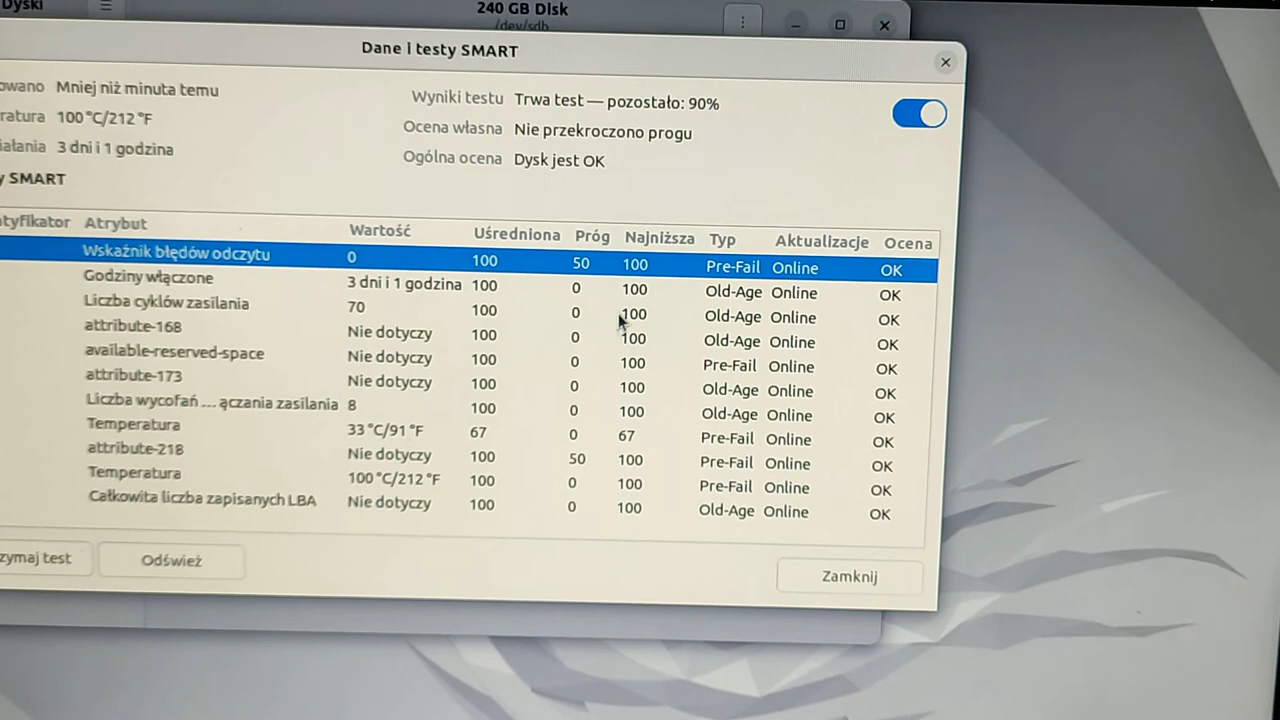 Dyski
240 GB Disk
/dev/sdb
Dane i testy SMART
owano Mniej niż minuta temu
ratura 100 °C/212 °F
iałania 3 dni i 1 godzina
Wyniki testu Trwa test — pozostało: 90%
Ocena własna Nie przekroczono progu
Ogólna ocena Dysk jest OK
y SMART
ntyfikator Atrybut Wartość Uśredniona Próg Najniższa Typ Aktualizacje Ocena
Wskaźnik błędów odczytu 0 100 50 100 Pre-Fail Online OK
Godziny włączone 3 dni i 1 godzina 100 0 100 Old-Age Online OK
Liczba cyklów zasilania 70 100 0 100 Old-Age Online OK
attribute-168 Nie dotyczy 100 0 100 Old-Age Online OK
available-reserved-space Nie dotyczy 100 0 100 Pre-Fail Online OK
attribute-173 Nie dotyczy 100 0 100 Old-Age Online OK
Liczba wycofań ... ączania zasilania 8 100 0 100 Old-Age Online OK
Temperatura 33 °C/91 °F 67 0 67 Pre-Fail Online OK
attribute-218 Nie dotyczy 100 50 100 Pre-Fail Online OK
Temperatura 100 °C/212 °F 100 0 100 Pre-Fail Online OK
Całkowita liczba zapisanych LBA Nie dotyczy 100 0 100 Old-Age Online OK
zymaj test Odśwież Zamknij